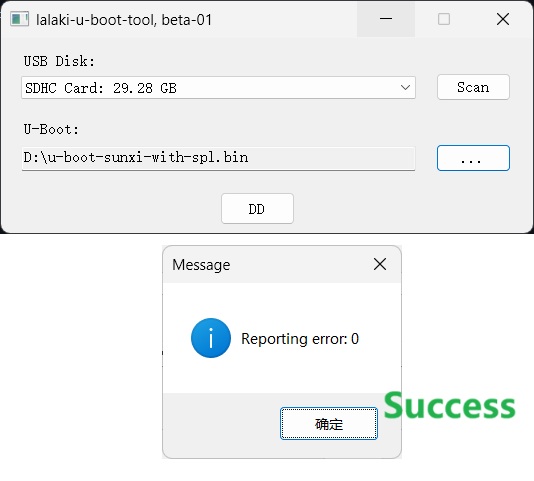 lalaki-u-boot-tool, beta-01
USB Disk:
SDHC Card: 29.28 GB
Scan
U-Boot:
D:\u-boot-sunxi-with-spl.bin
...
DD
Message
Reporting error: 0
Success
确定